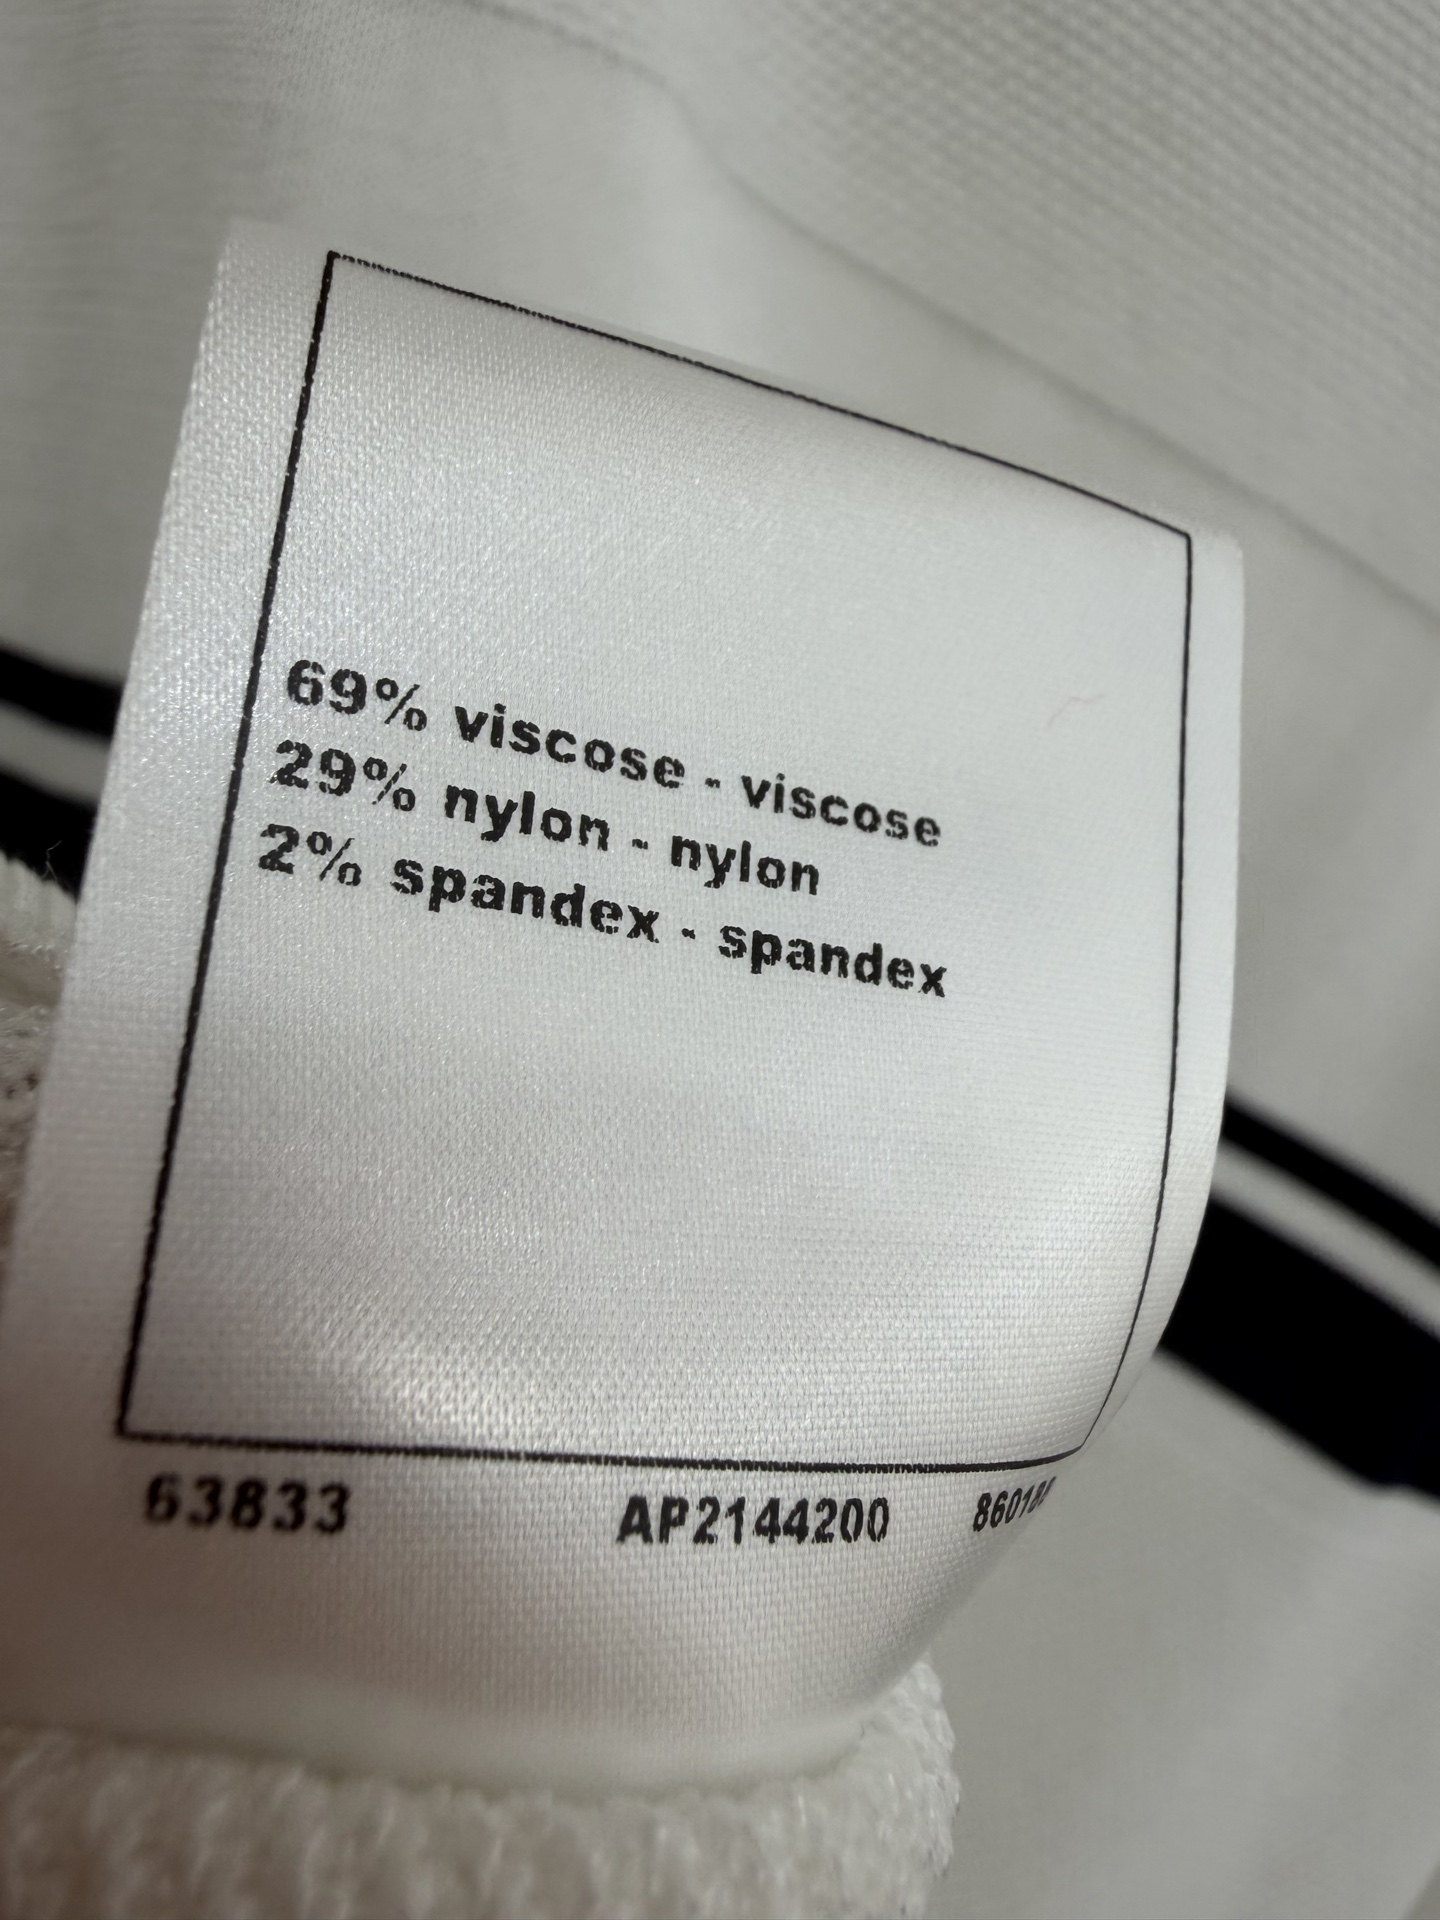 69% viscose - viscose
29% nylon - nylon
2% spandex - spandex
63833 AP2144200